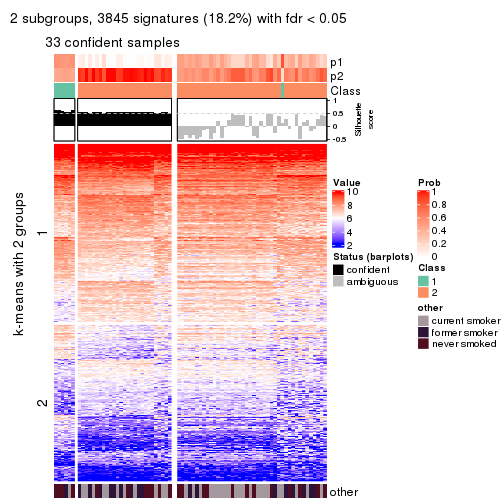 2 subgroups, 3845 signatures (18.2%) with fdr < 0.05
33 confident samples
p1
p2
Class
1
0.5
0
-0.5
Silhouette
score
k-means with 2 groups
1
2
Value
10
8
6
4
2
Prob
1
0.8
0.6
0.4
0.2
0
Status (barplots)
confident
ambiguous
Class
1
2
other
current smoker
former smoker
never smoked
other